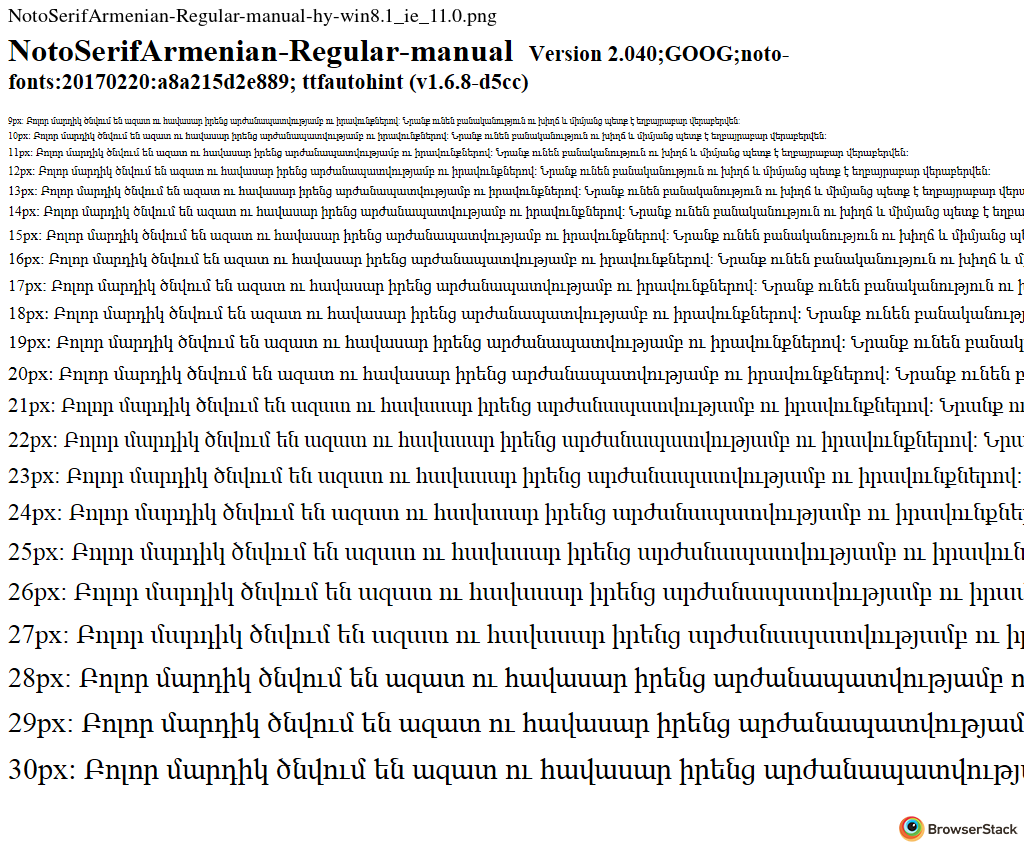 NotoSerifArmenian-Regular-manual-hy-win8.1_ie_11.0.png
NotoSerifArmenian-Regular-manual Version 2.040;GOOG;noto-
fonts:20170220:a8a215d2e889; ttfautohint (v1.6.8-d5cc)
9px: Բոլոր մարդիկ ծնվում են ազատ ու հավասար իրենց արժանապատվությամբ ու իրավունքներով: Նրանք ունեն բանականություն ու խիղճ և միմյանց պետք է եղբայրաբար վերաբերվեն:
10px: Բոլոր մարդիկ ծնվում են ազատ ու հավասար իրենց արժանապատվությամբ ու իրավունքներով: Նրանք ունեն բանականություն ու խիղճ և միմյանց պետք է եղբայրաբար վերաբերվեն:
11px: Բոլոր մարդիկ ծնվում են ազատ ու հավասար իրենց արժանապատվությամբ ու իրավունքներով: Նրանք ունեն բանականություն ու խիղճ և միմյանց պետք է եղբայրաբար վերաբերվեն:
12px: Բոլոր մարդիկ ծնվում են ազատ ու հավասար իրենց արժանապատվությամբ ու իրավունքներով: Նրանք ունեն բանականություն ու խիղճ և միմյանց պետք է եղբայրաբար վերաբերվեն:
13px: Բոլոր մարդիկ ծնվում են ազատ ու հավասար իրենց արժանապատվությամբ ու իրավունքներով: Նրանք ունեն բանականություն ու խիղճ և միմյանց պետք է եղբայրաբար վերա
14px: Բոլոր մարդիկ ծնվում են ազատ ու հավասար իրենց արժանապատվությամբ ու իրավունքներով: Նրանք ունեն բանականություն ու խիղճ և միմյանց պետք է եղբա
15px: Բոլոր մարդիկ ծնվում են ազատ ու հավասար իրենց արժանապատվությամբ ու իրավունքներով: Նրանք ունեն բանականություն ու խիղճ և միմյանց պե
16px: Բոլոր մարդիկ ծնվում են ազատ ու հավասար իրենց արժանապատվությամբ ու իրավունքներով: Նրանք ունեն բանականություն ու խիղճ և մ
17px: Բոլոր մարդիկ ծնվում են ազատ ու հավասար իրենց արժանապատվությամբ ու իրավունքներով: Նրանք ունեն բանականություն ու խ
18px: Բոլոր մարդիկ ծնվում են ազատ ու հավասար իրենց արժանապատվությամբ ու իրավունքներով: Նրանք ունեն բանականությ
19px: Բոլոր մարդիկ ծնվում են ազատ ու հավասար իրենց արժանապատվությամբ ու իրավունքներով: Նրանք ունեն բանակ
20px: Բոլոր մարդիկ ծնվում են ազատ ու հավասար իրենց արժանապատվությամբ ու իրավունքներով: Նրանք ունեն բ
21px: Բոլոր մարդիկ ծնվում են ազատ ու հավասար իրենց արժանապատվությամբ ու իրավունքներով: Նրանք ու
22px: Բոլոր մարդիկ ծնվում են ազատ ու հավասար իրենց արժանապատվությամբ ու իրավունքներով: Նրա
23px: Բոլոր մարդիկ ծնվում են ազատ ու հավասար իրենց արժանապատվությամբ ու իրավունքներով:
24px: Բոլոր մարդիկ ծնվում են ազատ ու հավասար իրենց արժանապատվությամբ ու իրավունքնե
25px: Բոլոր մարդիկ ծնվում են ազատ ու հավասար իրենց արժանապատվությամբ ու իրավուն
26px: Բոլոր մարդիկ ծնվում են ազատ ու հավասար իրենց արժանապատվությամբ ու իրավ
27px: Բոլոր մարդիկ ծնվում են ազատ ու հավասար իրենց արժանապատվությամբ ու իր
28px: Բոլոր մարդիկ ծնվում են ազատ ու հավասար իրենց արժանապատվությամբ ո
29px: Բոլոր մարդիկ ծնվում են ազատ ու հավասար իրենց արժանապատվությամ
30px: Բոլոր մարդիկ ծնվում են ազատ ու հավասար իրենց արժանապատվությ
BrowserStack